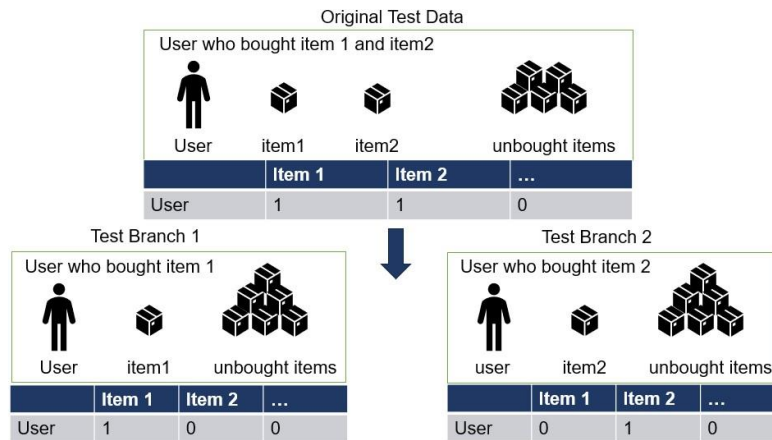 Original Test Data
User who bought item 1 and item2
User item1 item2 unbought items
Item 1 Item 2 ...
User 1 1 0
Test Branch 1
User who bought item 1
User item1 unbought items
Item 1 Item 2 ...
User 1 0 0
Test Branch 2
User who bought item 2
user item2 unbought items
Item 1 Item 2 ...
User 0 1 0